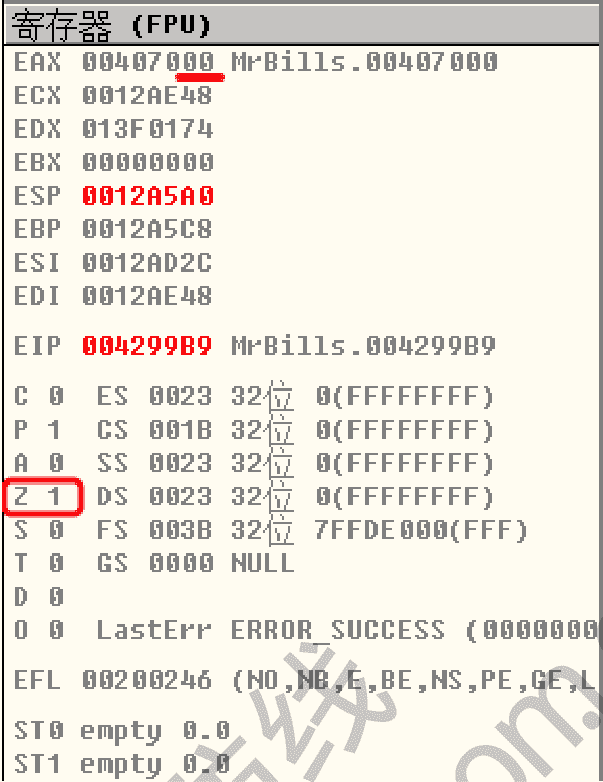 寄存器 (FPU)
EAX 00407000 MrBills.00407000
ECX 0012AE48
EDX 013F0174
EBX 00000000
ESP 0012A5A0
EBP 0012A5C8
ESI 0012AD2C
EDI 0012AE48
EIP 004299B9 MrBills.004299B9
C 0 ES 0023 32位 0(FFFFFFFF)
P 1 CS 001B 32位 0(FFFFFFFF)
A 0 SS 0023 32位 0(FFFFFFFF)
Z 1 DS 0023 32位 0(FFFFFFFF)
S 0 FS 003B 32位 7FFDE000(FFF)
T 0 GS 0000 NULL
D 0
O 0 LastErr ERROR_SUCCESS (0000000
EFL 00200246 (NO,NB,E,BE,NS,PE,GE,L
ST0 empty 0.0
ST1 empty 0.0